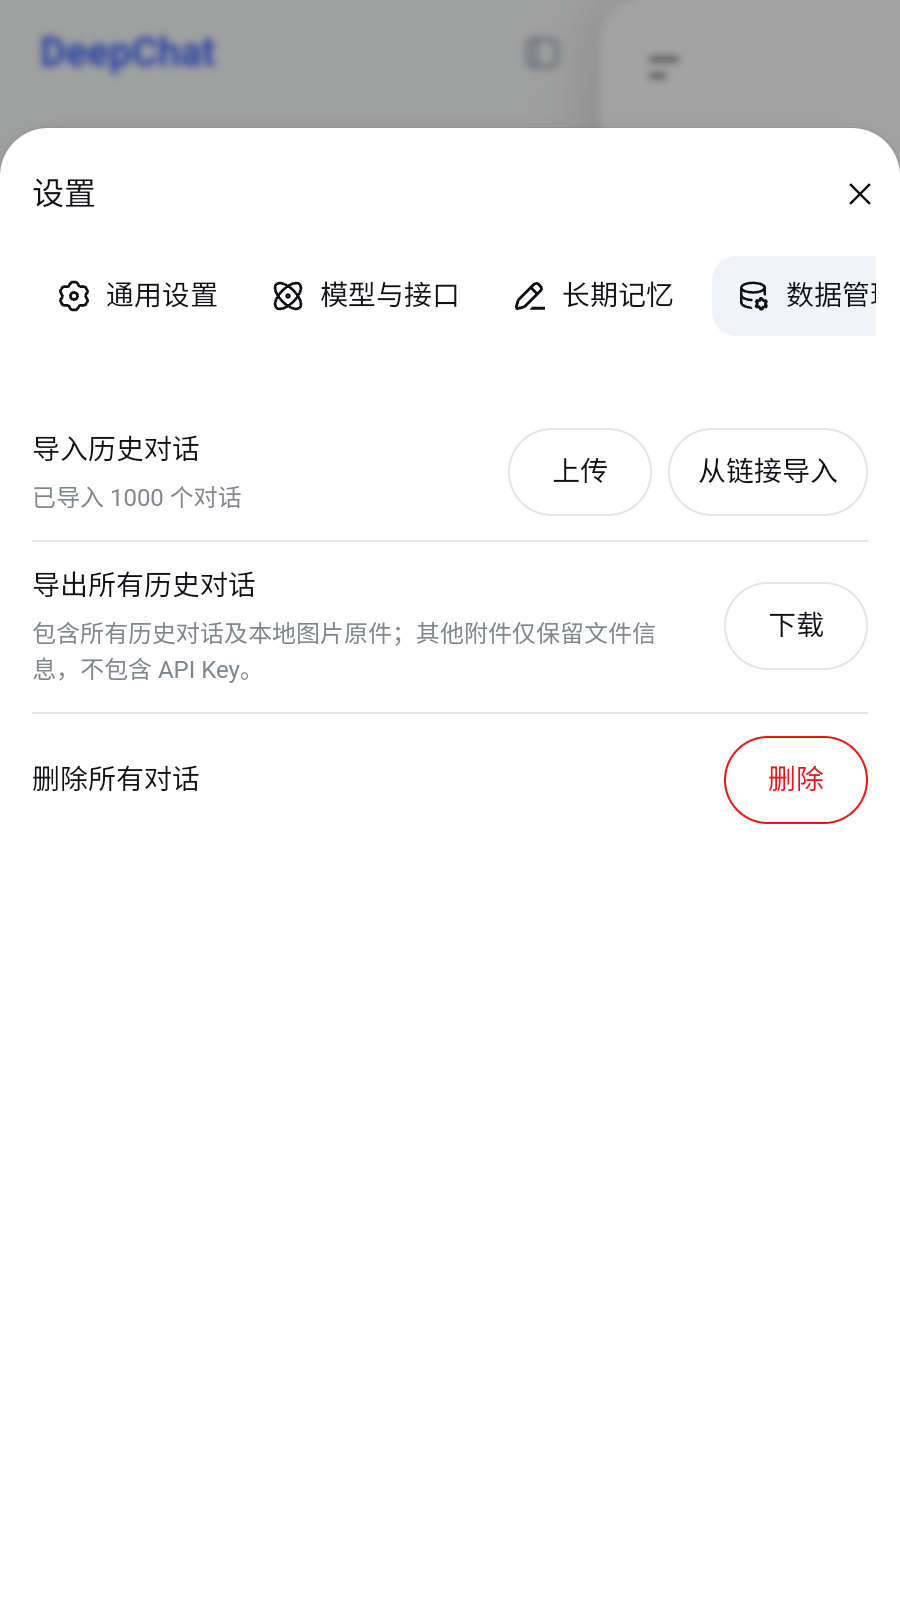 DeepChat
设置
通用设置
模型与接口
长期记忆
数据管
导入历史对话
已导入 1000 个对话
上传
从链接导入
导出所有历史对话
包含所有历史对话及本地图片原件；其他附件仅保留文件信
息，不包含 API Key。
下载
删除所有对话
删除